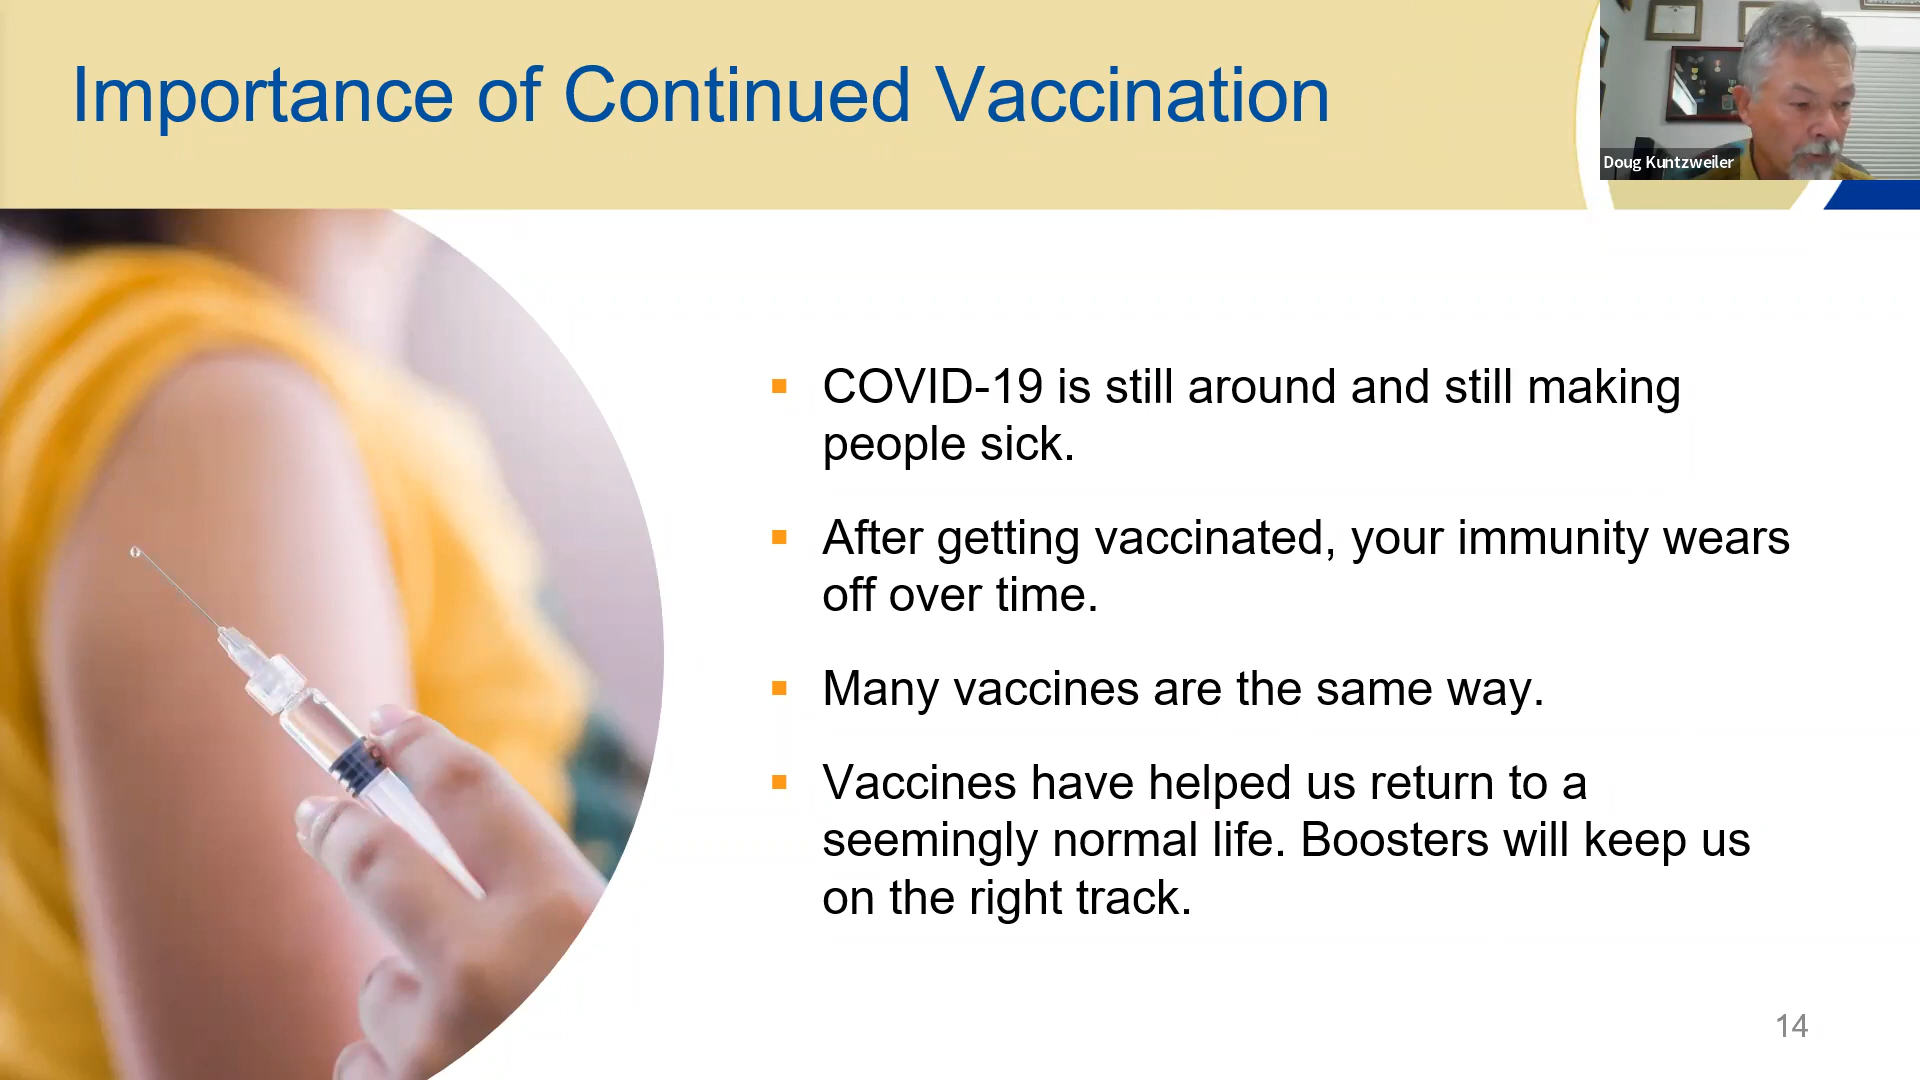 Importance of Continued Vaccination
Doug Kuntzweiler
COVID-19 is still around and still making
people sick.
After getting vaccinated, your immunity wears
off over time.
Many vaccines are the same way.
Vaccines have helped us return to a
seemingly normal life. Boosters will keep us
on the right track.
14